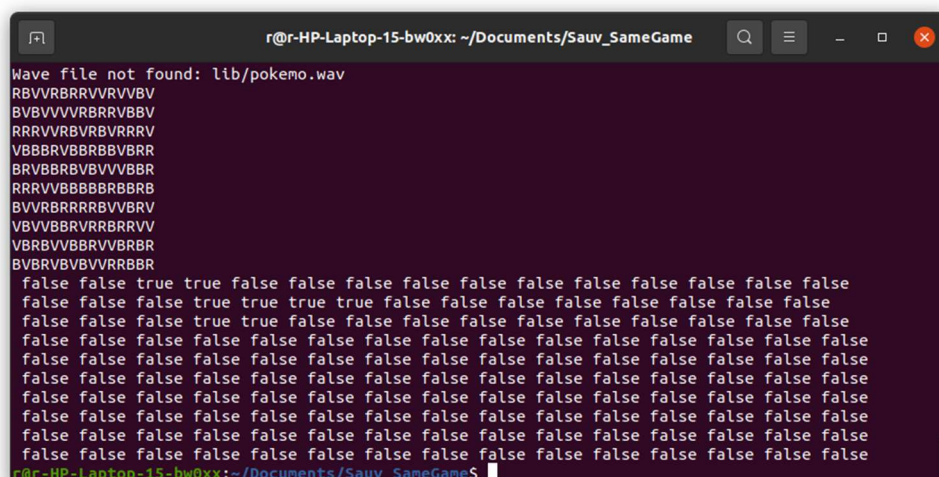 r@r-HP-Laptop-15-bw0xx: ~/Documents/Sauv_SameGame
Wave file not found: lib/pokemo.wav
RBVVRBRRVVRVVBV
BVBVVVVRBRRVBBV
RRRVVRBVRBVRRRV
VBBBRVBBRBBVBRR
BRVBBRBVBVVVBBR
RRRVVBBBBBRBBRB
BVVRBRRRRBVVBRV
VBVVBBRVRRBRRVV
VBRBVVBBRVVBRBR
BVBRVBVBVVRRBBR
false false true true false false false false false false false false false false false
false false false true true true true false false false false false false false false
false false false true true false false false false false false false false false false
false false false false false false false false false false false false false false false
false false false false false false false false false false false false false false false
false false false false false false false false false false false false false false false
false false false false false false false false false false false false false false false
false false false false false false false false false false false false false false false
false false false false false false false false false false false false false false false
false false false false false false false false false false false false false false false
r@r-HP-Laptop-15-bw0xx:~/Documents/Sauv_SameGame$